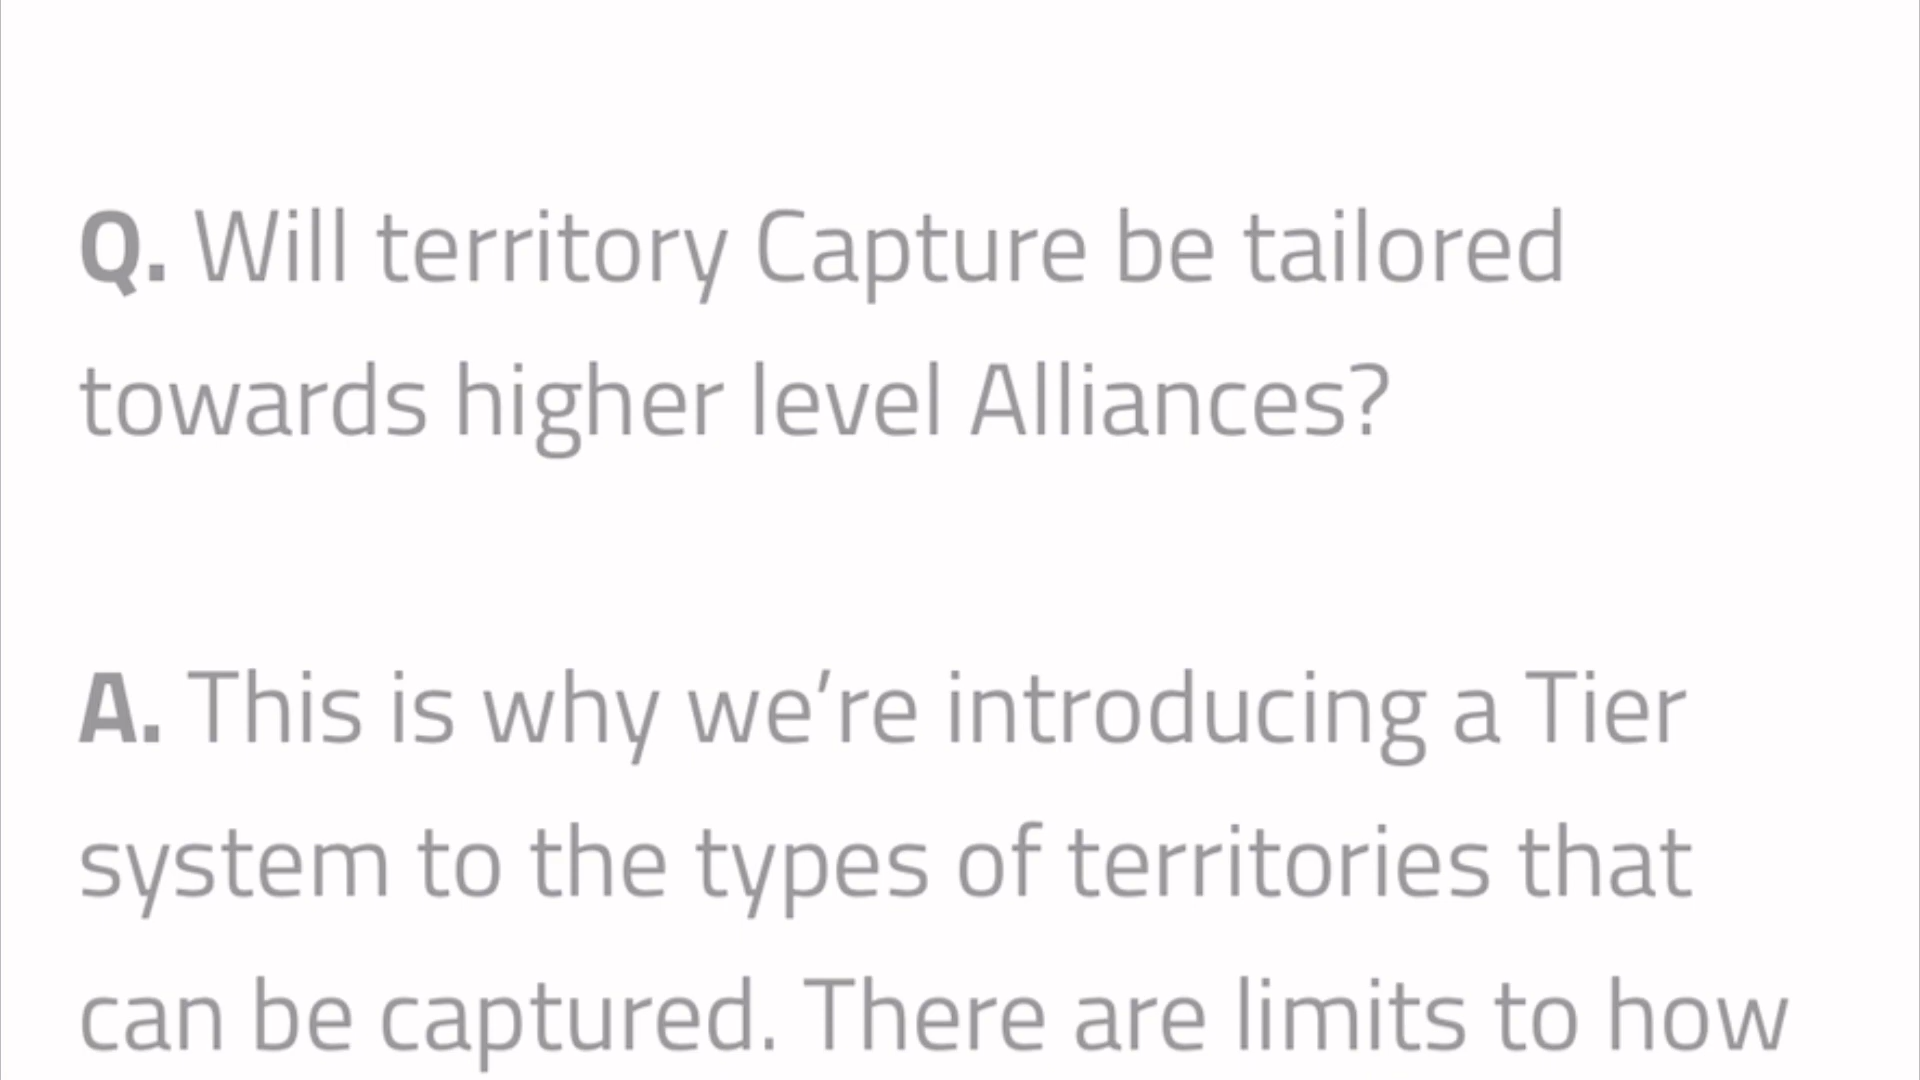 Q. Will territory Capture be tailored
towards higher level Alliances?
A. This is why we’re introducing a Tier
system to the types of territories that
can be captured. There are limits to how